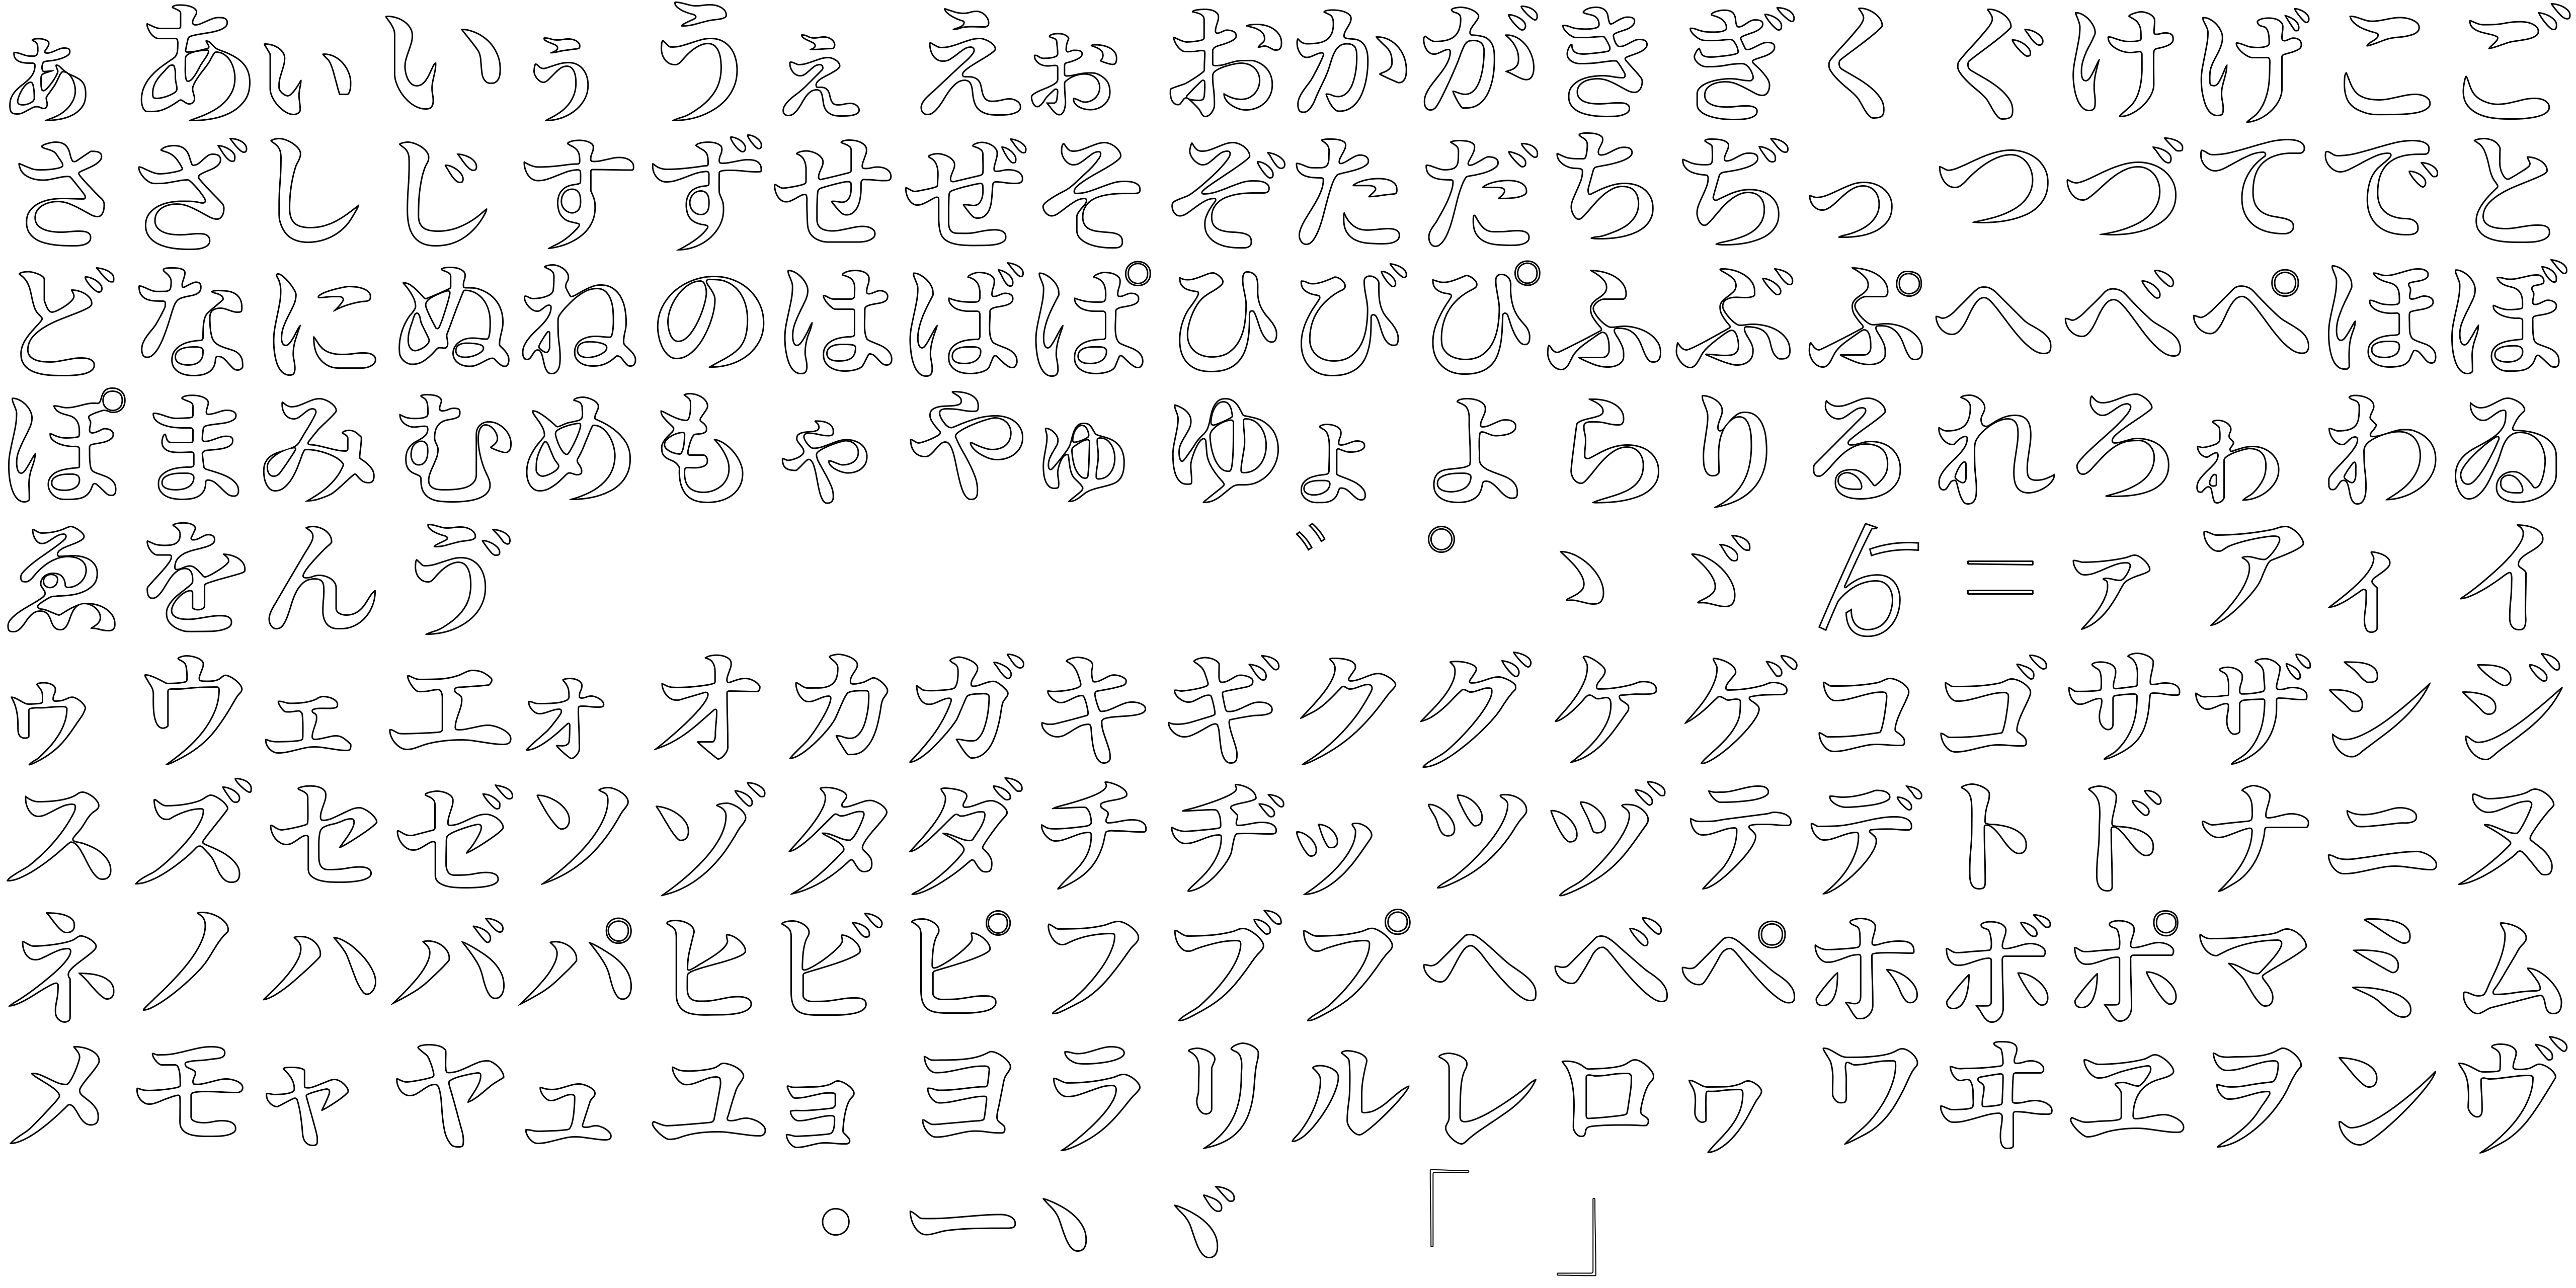 ぁあぃいぅうぇえぉおかがきぎくぐけげこご
さざしじすずせぜそぞただちぢっつづてでと
どなにぬねのはばぱひびぴふぶぷへべぺほぼ
ぽまみむめもゃやゅゆょよらりるれろゎわゐ
ゑをんゔ゛゜ゝゞゟ゠ァアィイ
ゥウェエォオカガキギクグケゲコゴサザシジ
スズセゼソゾタダチヂッツヅテデトドナニヌ
ネノハバパヒビピフブプヘベペホボポマミム
メモャヤュユョヨラリルレロヮワヰヱヲンヴ
・ーヽヾ「」